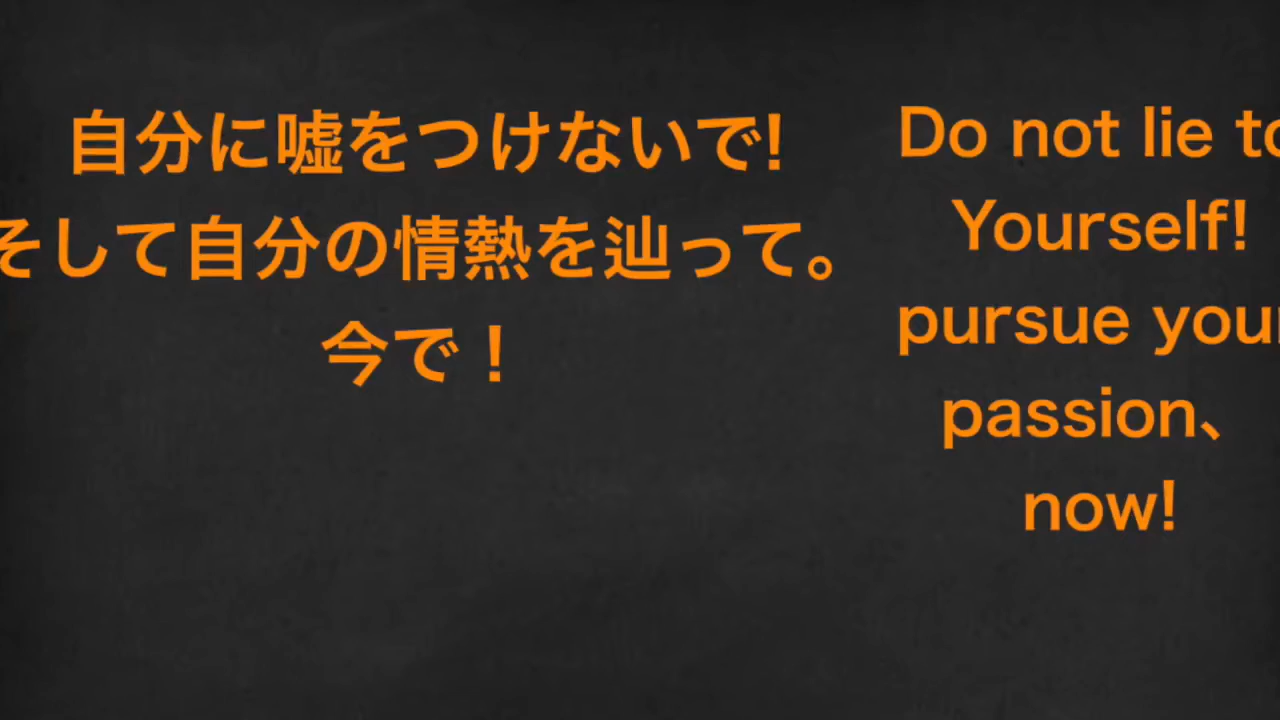 自分に嘘をつけないで!
そして自分の情熱を辿って。
今で！
Do not lie to
Yourself!
pursue your
passion、
now!